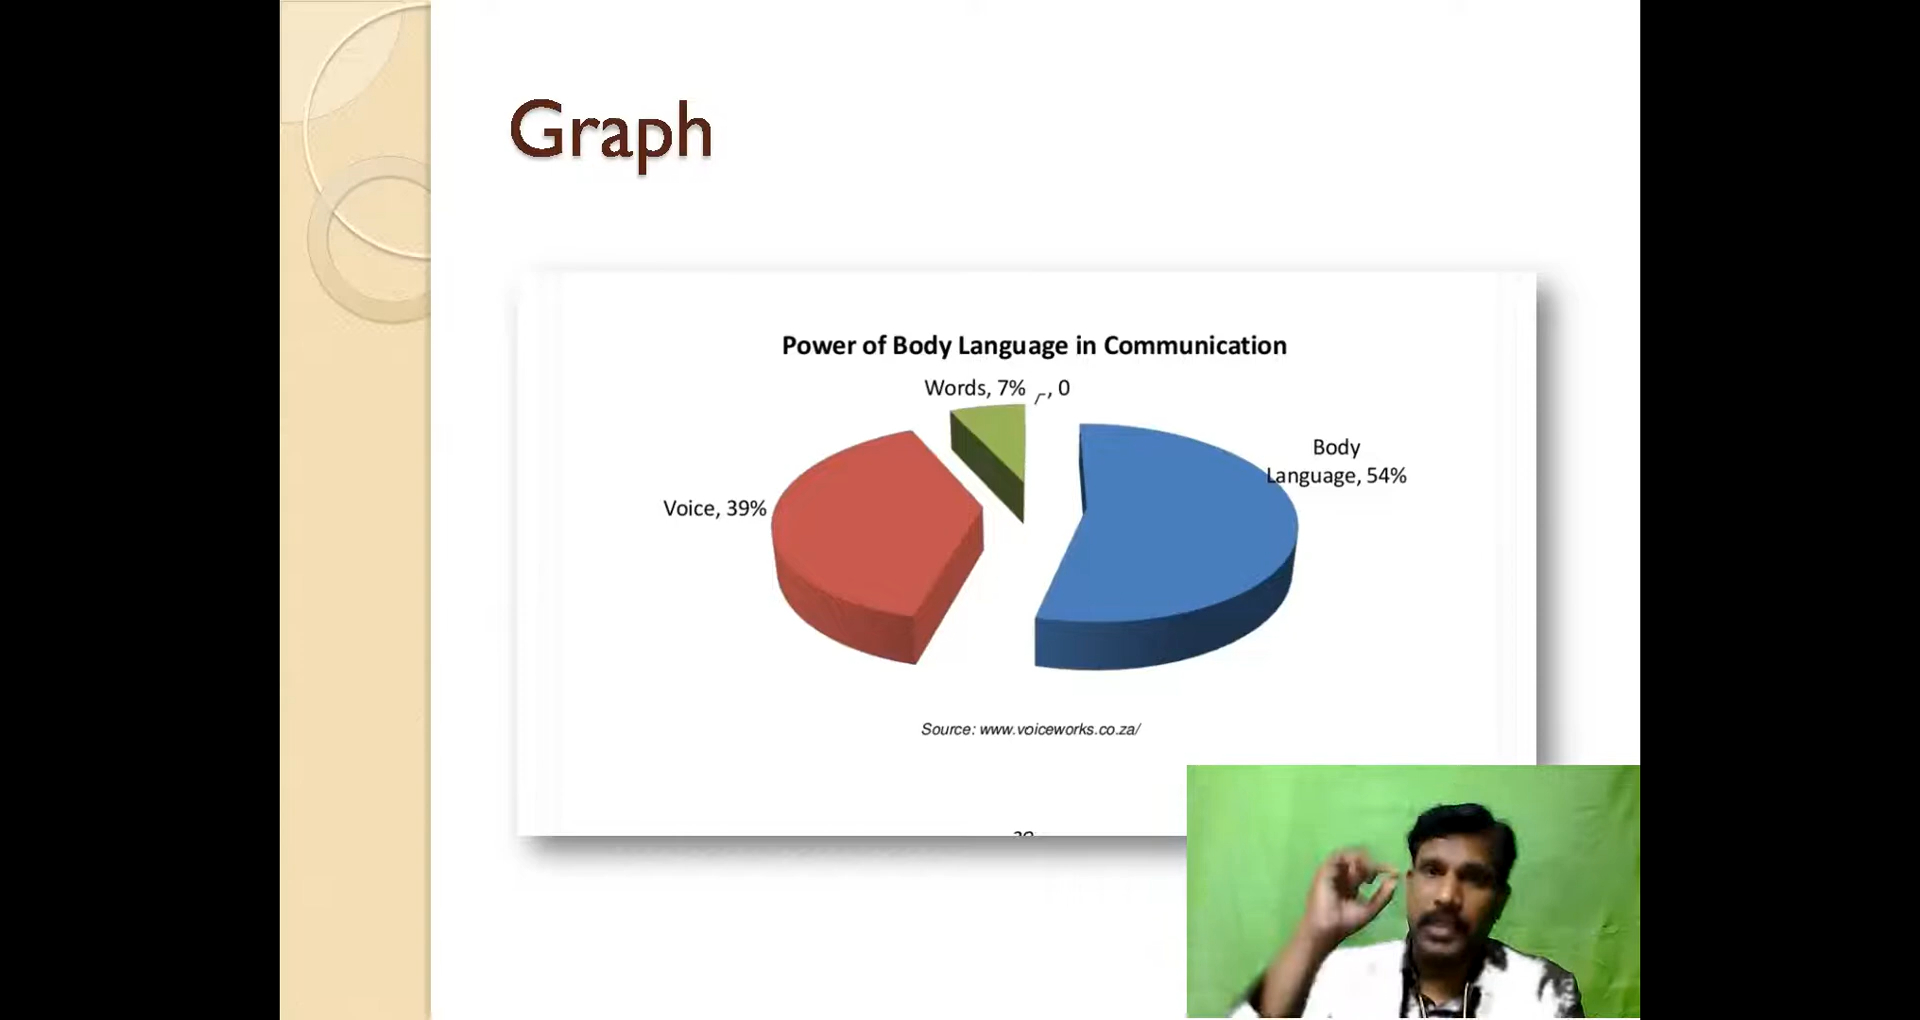 Graph
Power of Body Language in Communication
Words, 7% , 0
Body
Language, 54%
Voice, 39%
Source: www.voiceworks.co.za/